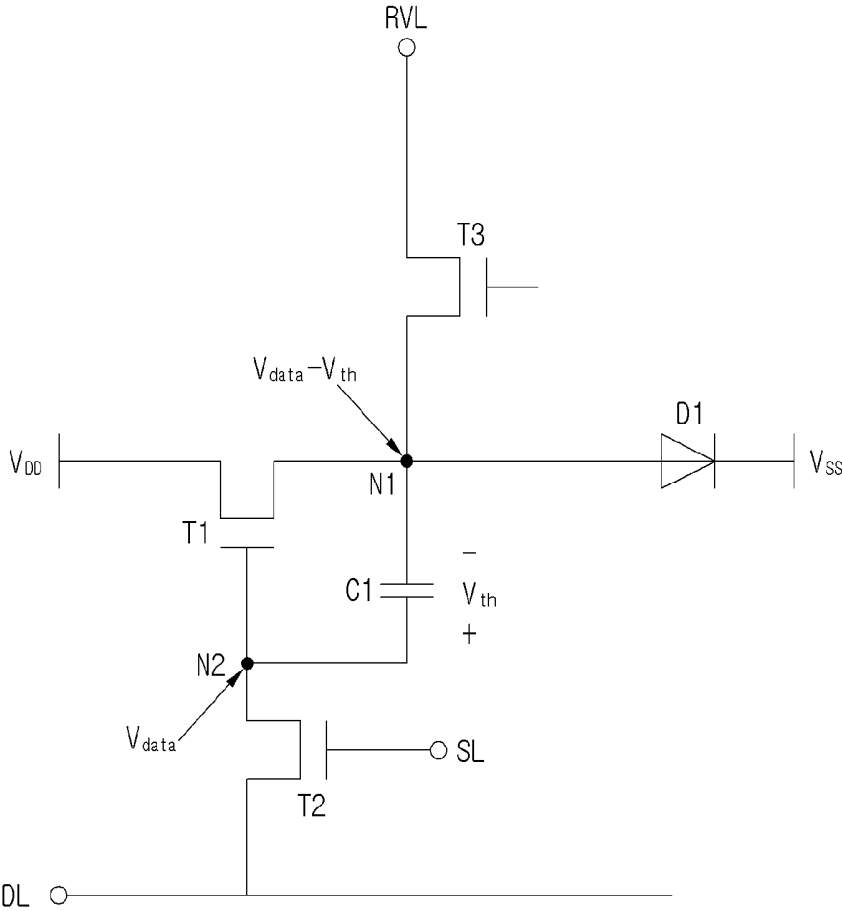 RVL
T3
Vdata−Vth
D1
VDD
N1
VSS
T1
C1
−
Vth
+
N2
Vdata
SL
T2
DL